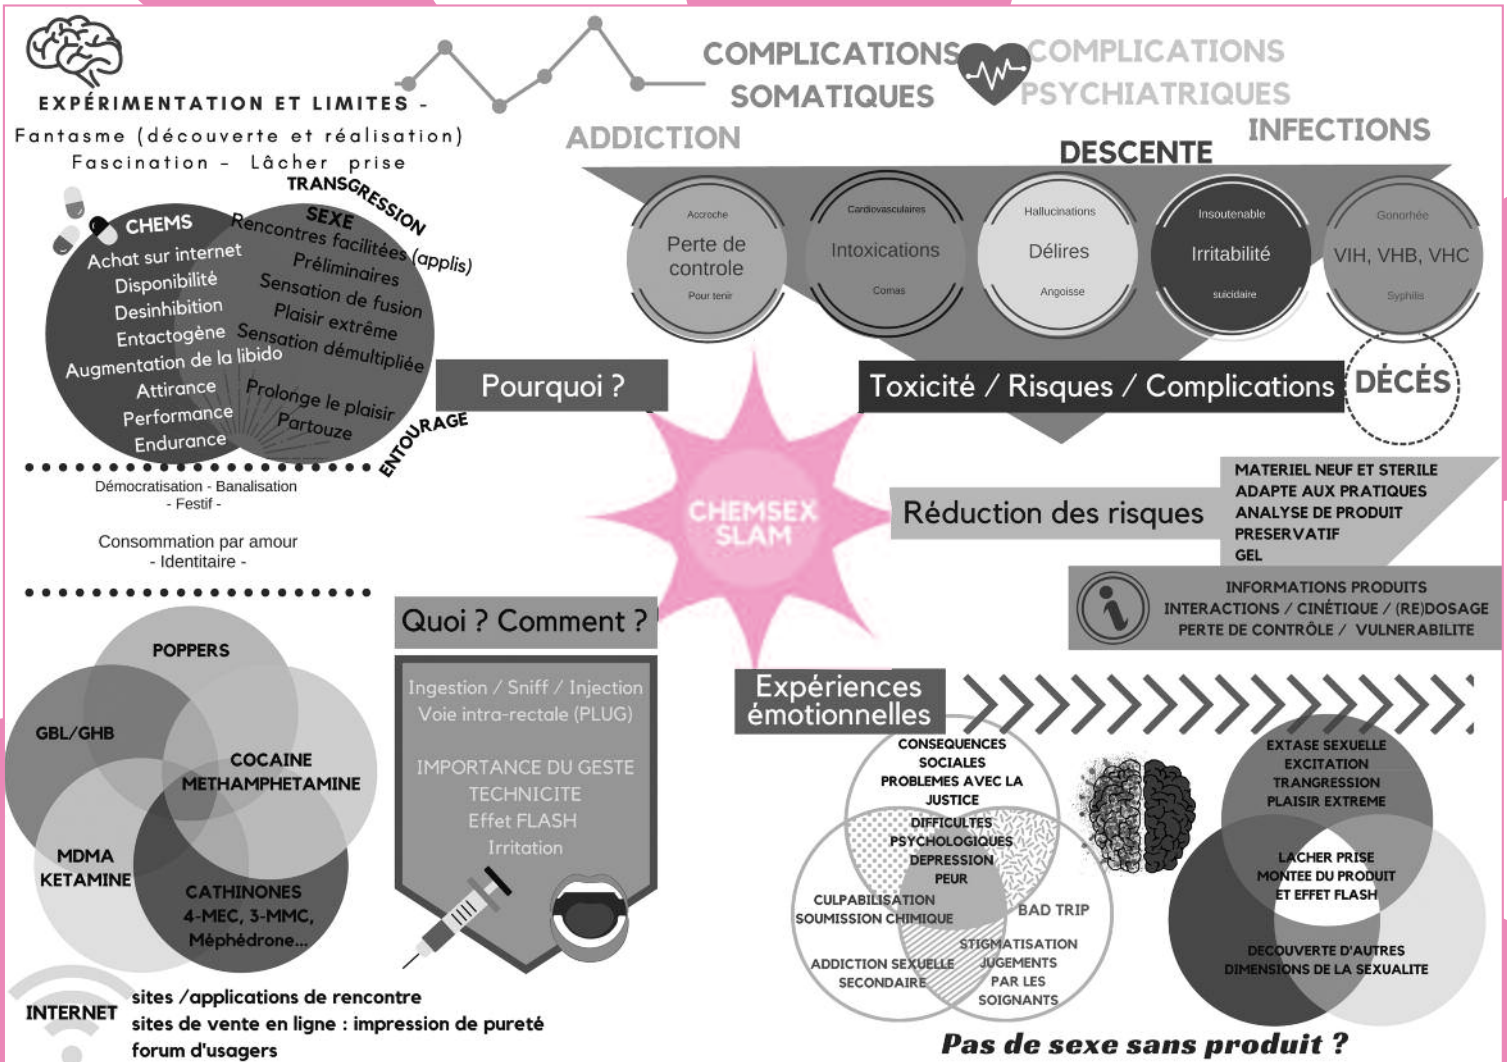 EXPÉRIMENTATION ET LIMITES -
Fantasme (découverte et réalisation)
Fascination – Lâcher prise
TRANSGRESSION
CHEMS
Achat sur internet
Disponibilité
Desinhibition
Entactogène
Augmentation de la libido
Attirance
Performance
Endurance
SEXE
Rencontres facilitées (applis)
Préliminaires
Sensation de fusion
Plaisir extrême
Sensation démultipliée
Prolonge le plaisir
Partouze
ENTOURAGE
Démocratisation - Banalisation
- Festif -
Consommation par amour
- Identitaire -
Pourquoi ?
COMPLICATIONS
SOMATIQUES
COMPLICATIONS
PSYCHIATRIQUES
ADDICTION
DESCENTE
INFECTIONS
Accroche
Perte de
controle
Pour tenir
Cardiovasculaires
Intoxications
Comas
Hallucinations
Délires
Angoisse
Insoutenable
Irritabilité
suicidaire
Gonorhée
VIH, VHB, VHC
Syphilis
Toxicité / Risques / Complications
DÉCÉS
CHEMSEX
SLAM
Réduction des risques
MATERIEL NEUF ET STERILE
ADAPTE AUX PRATIQUES
ANALYSE DE PRODUIT
PRESERVATIF
GEL
INFORMATIONS PRODUITS
INTERACTIONS / CINÉTIQUE / (RE)DOSAGE
PERTE DE CONTRÔLE / VULNERABILITE
Quoi ? Comment ?
Ingestion / Sniff / Injection
Voie intra-rectale (PLUG)
IMPORTANCE DU GESTE
TECHNICITE
Effet FLASH
Irritation
POPPERS
GBL/GHB
COCAINE
METHAMPHETAMINE
MDMA
KETAMINE
CATHINONES
4-MEC, 3-MMC,
Méphédrone...
INTERNET
sites /applications de rencontre
sites de vente en ligne : impression de pureté
forum d'usagers
Expériences
émotionnelles
CONSEQUENCES
SOCIALES
PROBLEMES AVEC LA
JUSTICE
DIFFICULTES
PSYCHOLOGIQUES
DEPRESSION
PEUR
CULPABILISATION
SOUMISSION CHIMIQUE
BAD TRIP
ADDICTION SEXUELLE
SECONDAIRE
STIGMATISATION
JUGEMENTS
PAR LES
SOIGNANTS
EXTASE SEXUELLE
EXCITATION
TRANGRESSION
PLAISIR EXTREME
LACHER PRISE
MONTEE DU PRODUIT
ET EFFET FLASH
DECOUVERTE D'AUTRES
DIMENSIONS DE LA SEXUALITE
Pas de sexe sans produit ?